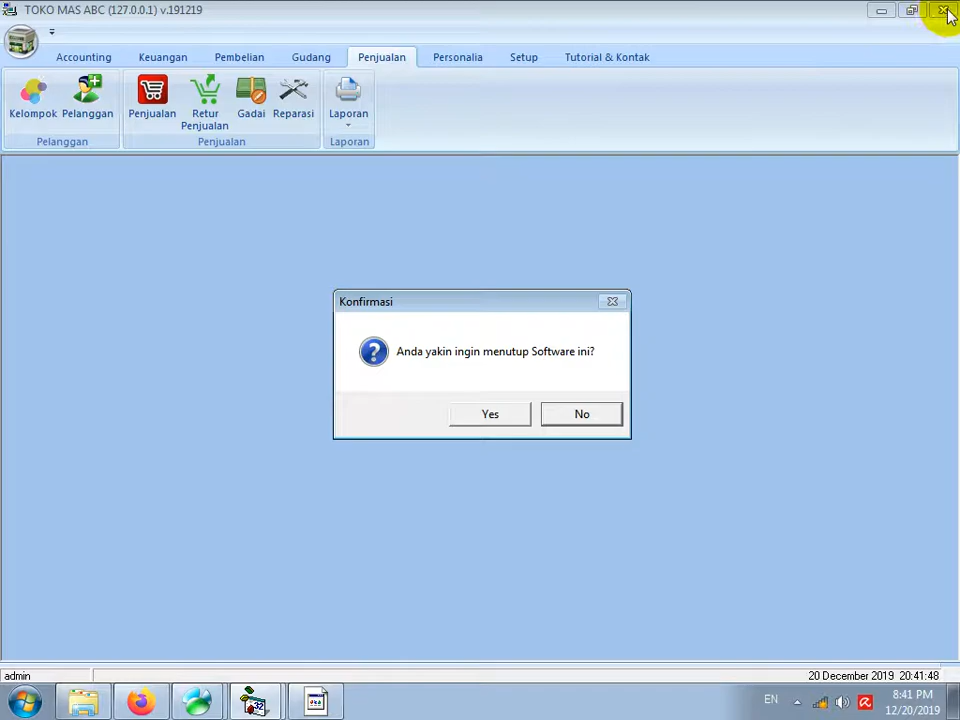 TOKO MAS ABC (127.0.0.1) v.191219
Accounting Keuangan Pembelian Gudang Penjualan Personalia Setup Tutorial & Kontak
Kelompok Pelanggan Penjualan Retur Penjualan Gadai Reparasi Laporan
Pelanggan Penjualan Laporan
Konfirmasi
?
Anda yakin ingin menutup Software ini?
Yes No
admin 20 December 2019 20:41:48
32
EN 8:41 PM
12/20/2019